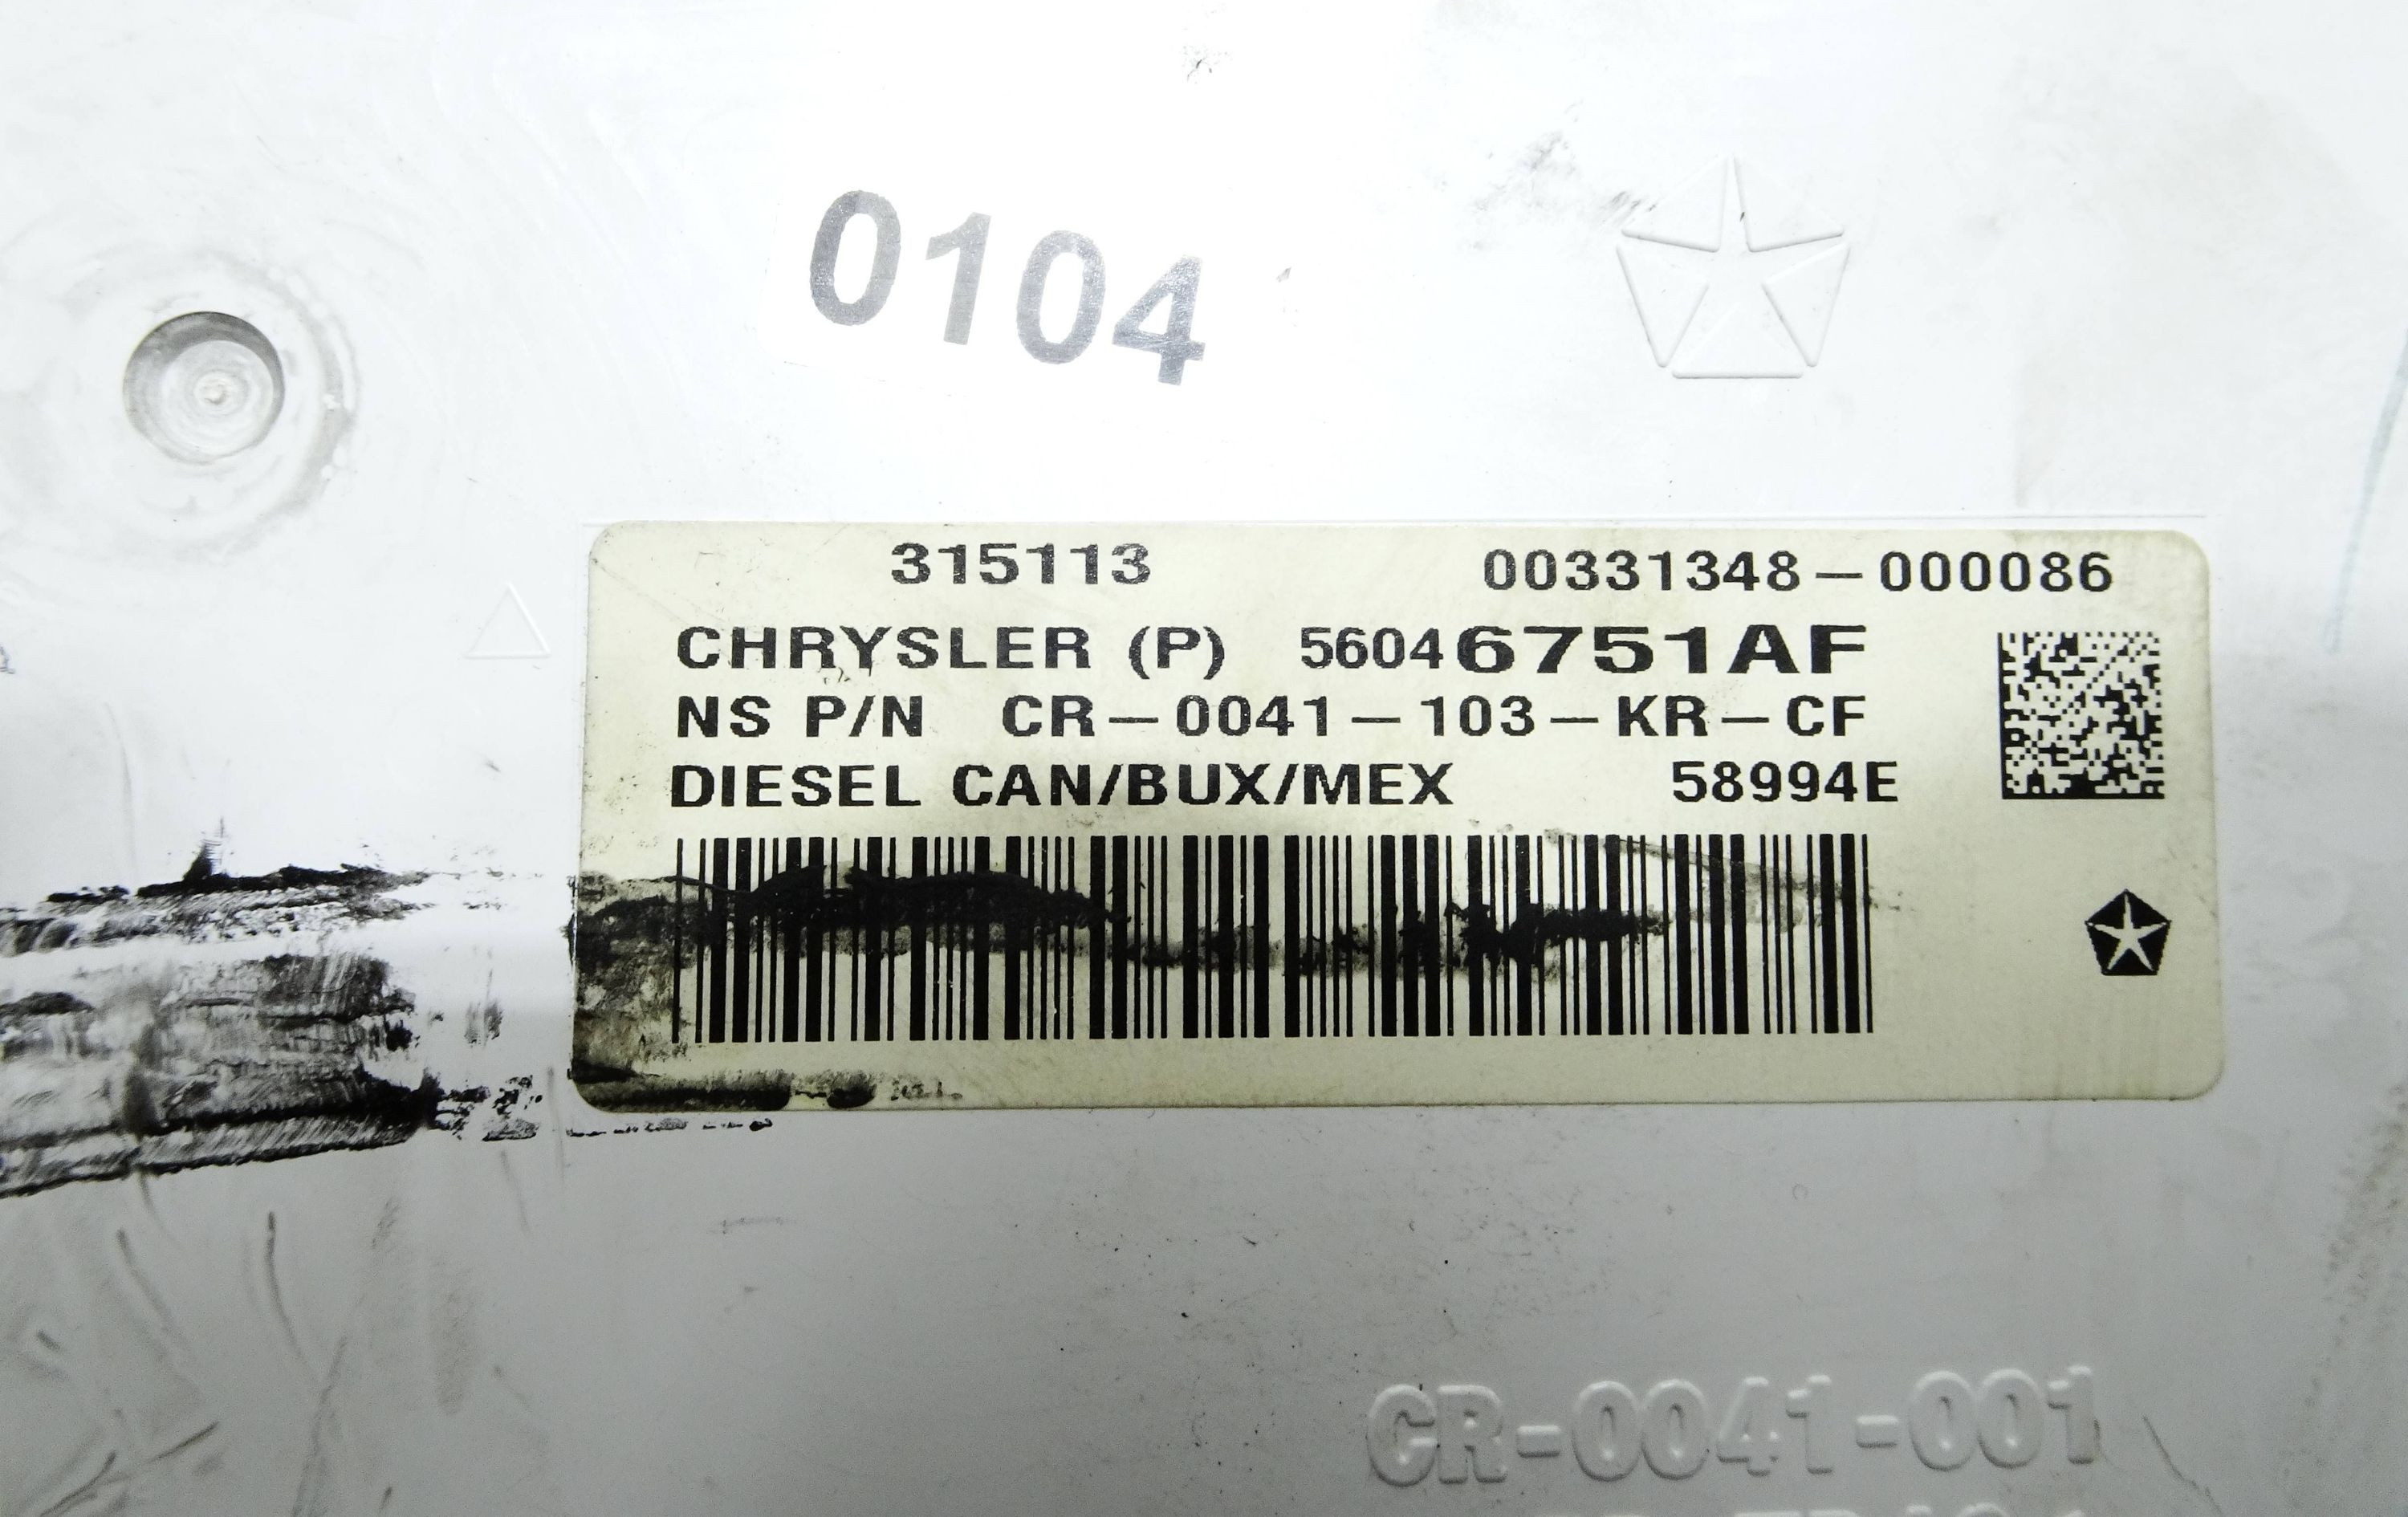 0104
315113 00331348-000086
CHRYSLER (P) 56046751AF
NS P/N CR-0041-103-KR-CF
DIESEL CAN/BUX/MEX 58994E
CR-0041-001